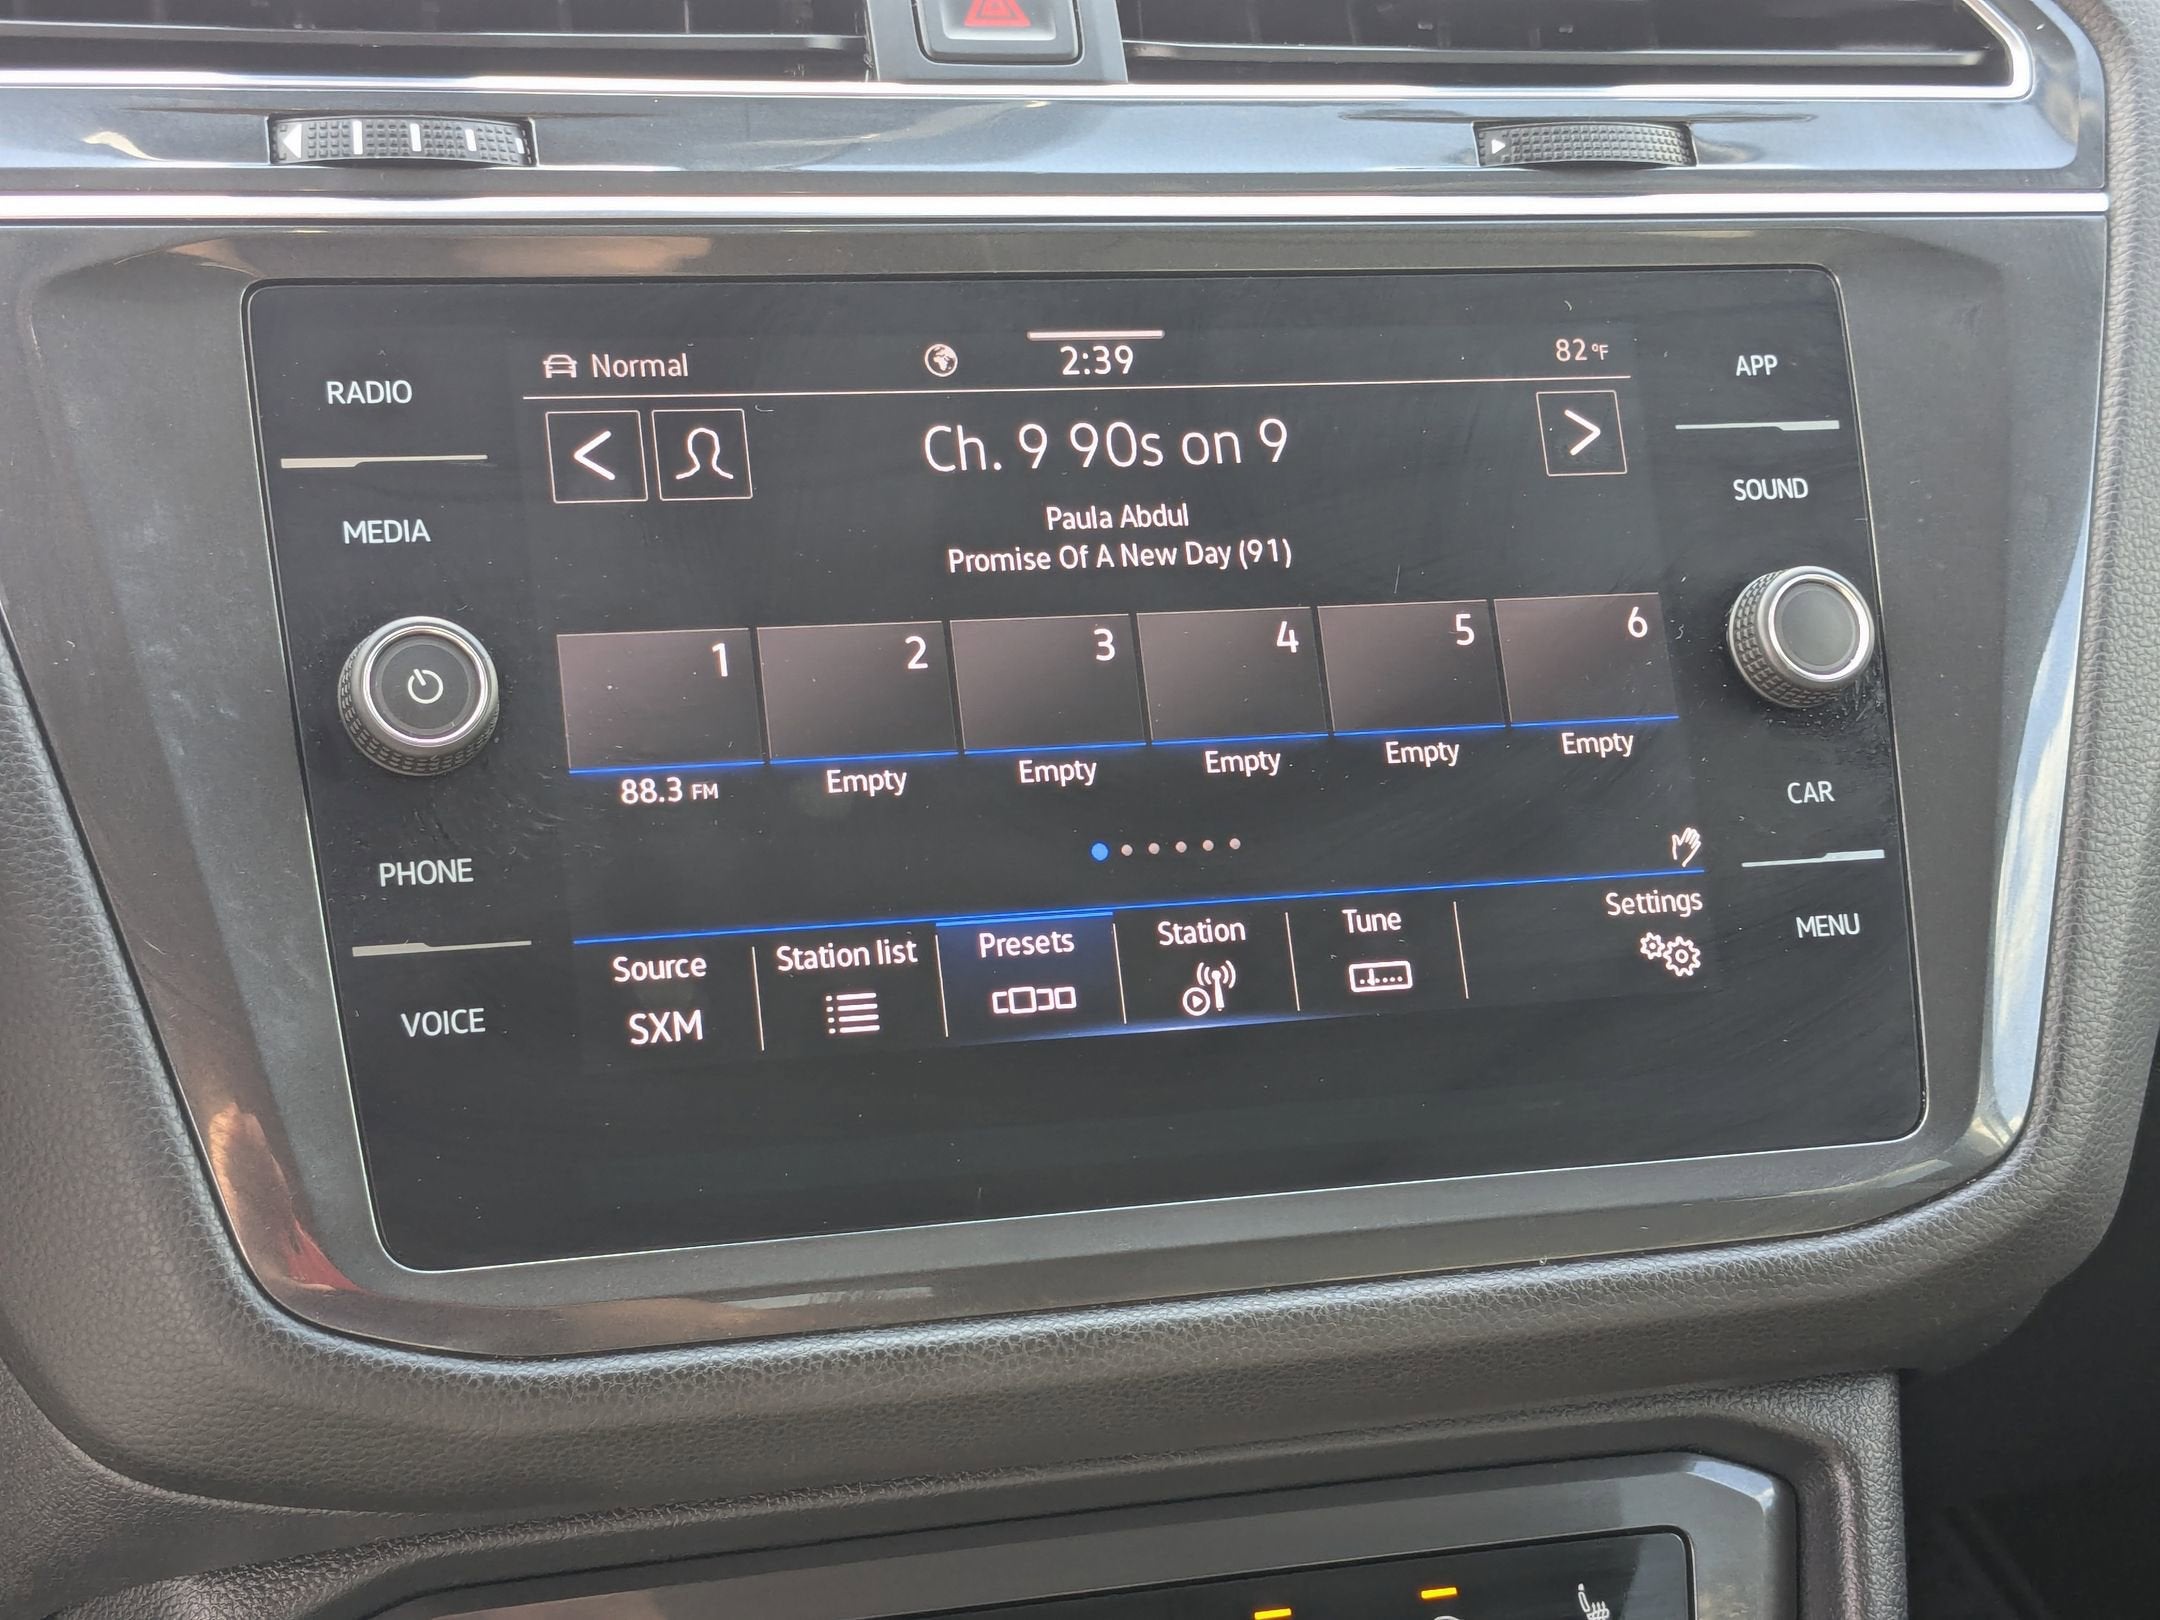 Normal
2:39
82°F
RADIO
APP
Ch. 9 90s on 9
MEDIA
SOUND
Paula Abdul
Promise Of A New Day (91)
1
2
3
4
5
6
88.3 FM
Empty
Empty
Empty
Empty
Empty
CAR
PHONE
MENU
VOICE
Source
SXM
Station list
Presets
Station
Tune
Settings